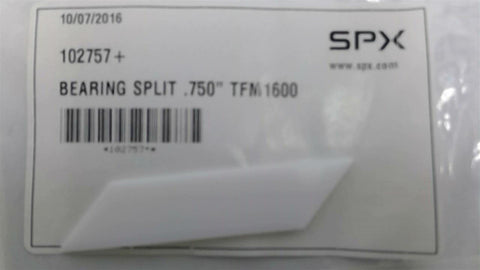 10/07/2016
SPX
www.spx.com
102757+
BEARING SPLIT .750" TFM1600
*102757+*